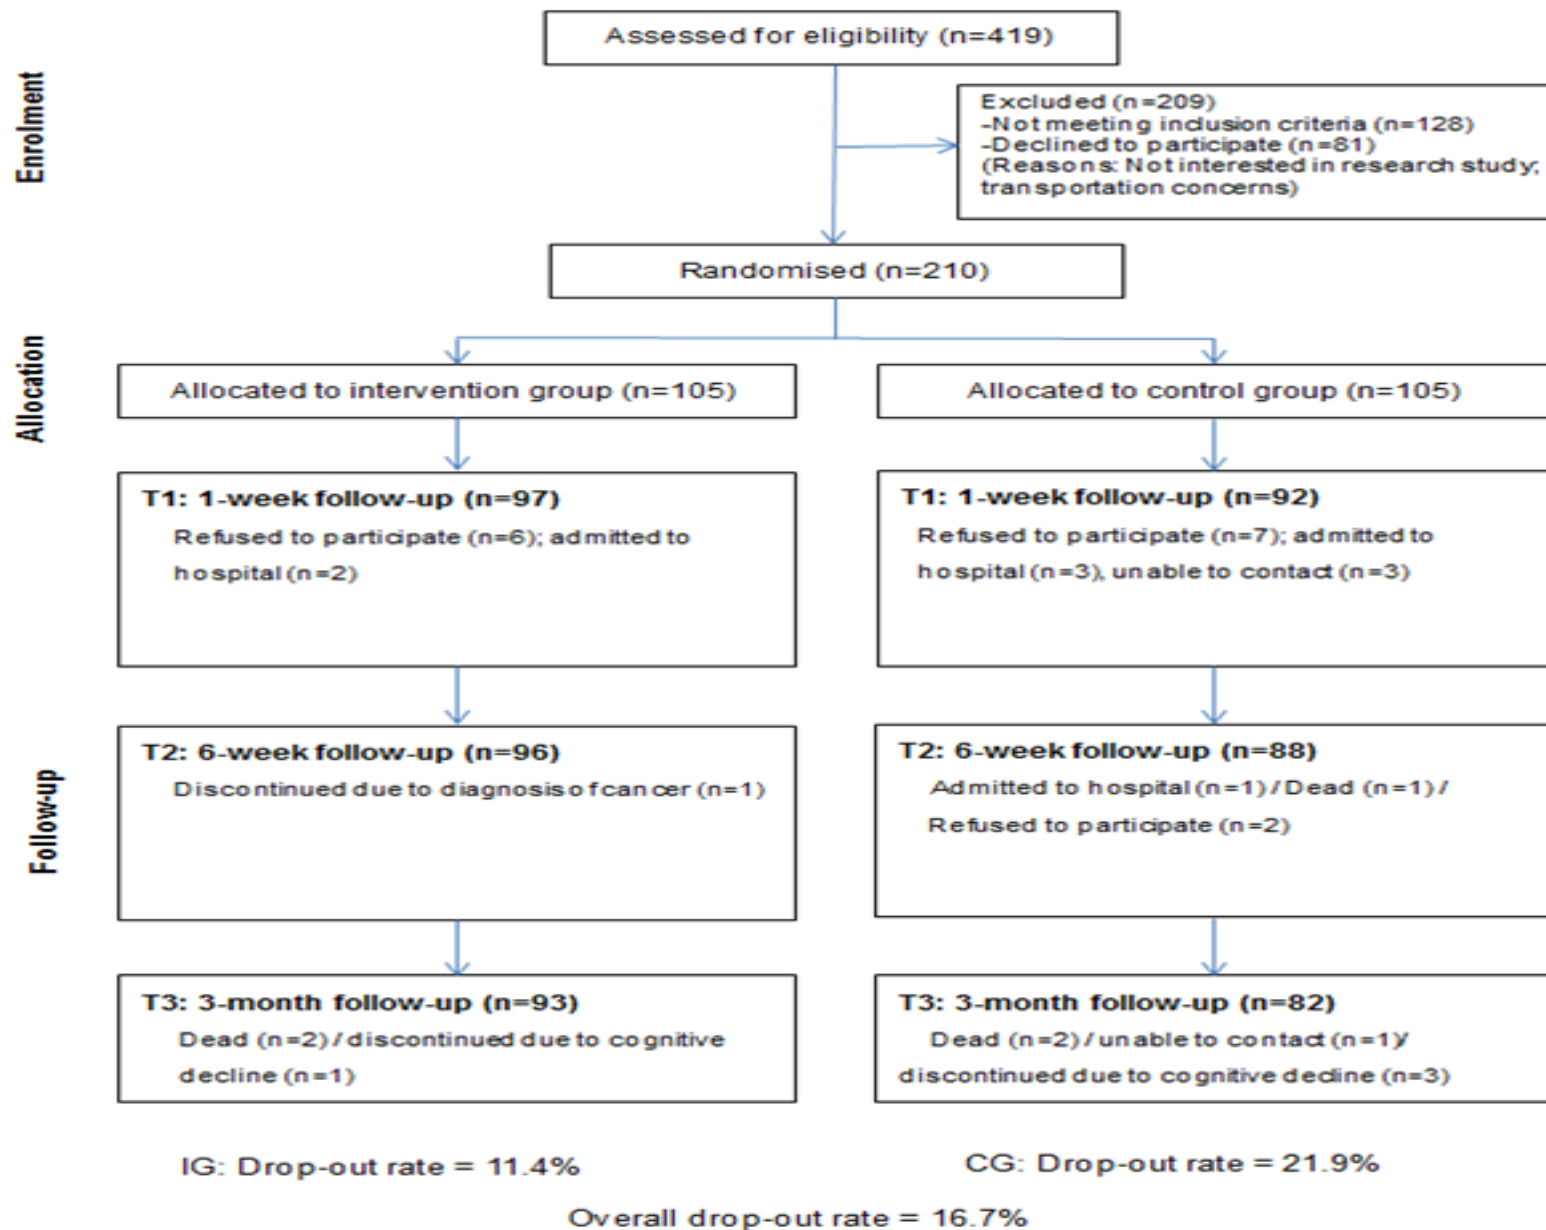 Assessed for eligibility (n=419)
Enrolment
Excluded (n=209)
-Not meeting inclusion criteria (n=128)
-Declined to participate (n=81)
(Reasons: Not interested in research study;
transportation concerns)
Randomised (n=210)
Allocation
Allocated to intervention group (n=105)
Allocated to control group (n=105)
T1: 1-week follow-up (n=97)
Refused to participate (n=6); admitted to
hospital (n=2)
T1: 1-week follow-up (n=92)
Refused to participate (n=7); admitted to
hospital (n=3), unable to contact (n=3)
Follow-up
T2: 6-week follow-up (n=96)
Discontinued due to diagnosis of cancer (n=1)
T2: 6-week follow-up (n=88)
Admitted to hospital (n=1) / Dead (n=1) /
Refused to participate (n=2)
T3: 3-month follow-up (n=93)
Dead (n=2) / discontinued due to cognitive
decline (n=1)
T3: 3-month follow-up (n=82)
Dead (n=2) / unable to contact (n=1)/
discontinued due to cognitive decline (n=3)
IG: Drop-out rate = 11.4%
CG: Drop-out rate = 21.9%
Overall drop-out rate = 16.7%